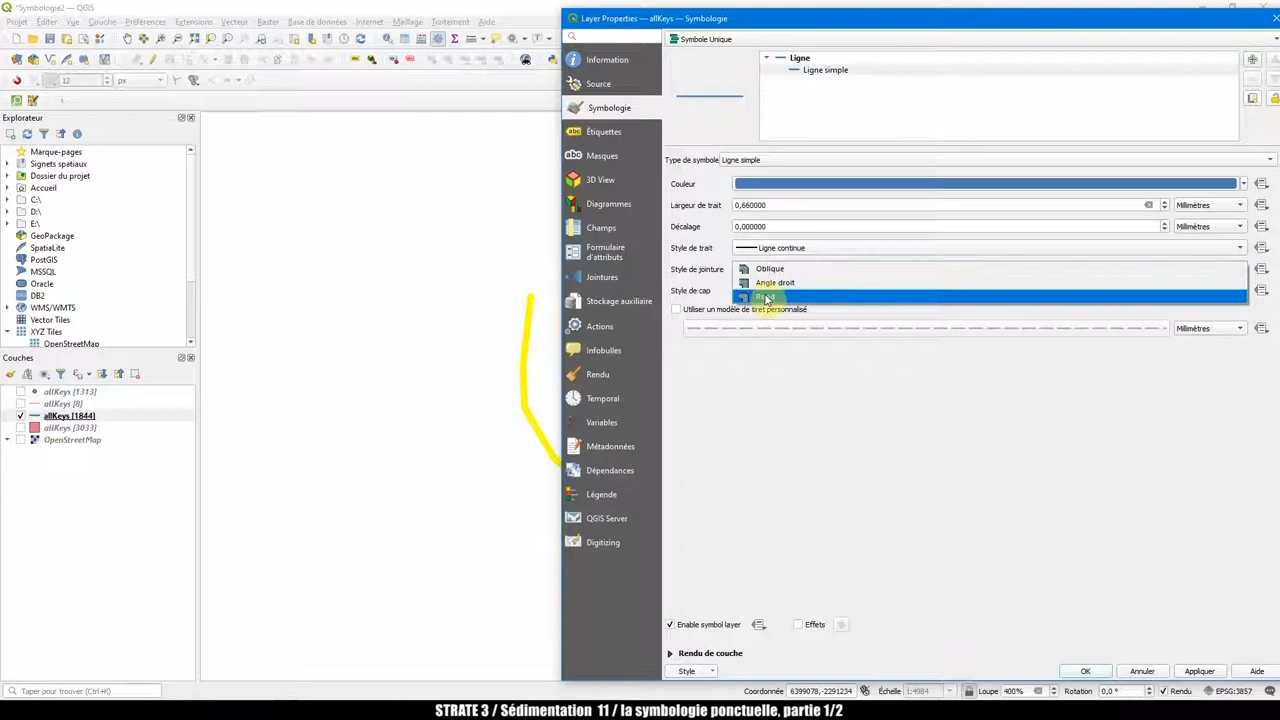 *Symbologie2 — QGIS
Projet Éditer Vue Couche Préférences Extensions Vecteur Raster Base de données Internet Maillage Traitement Aide
12 px
Explorateur
Marque-pages
Signets spatiaux
Dossier du projet
Accueil
C:\
D:\
E:\
GeoPackage
SpatiaLite
PostGIS
MSSQL
Oracle
DB2
WMS/WMTS
Vector Tiles
XYZ Tiles
OpenStreetMap
Couches
allKeys [1313]
allKeys [8]
allKeys [1844]
allKeys [3033]
OpenStreetMap
Taper pour trouver (Ctrl+K)
Layer Properties — allKeys — Symbologie
Information
Source
Symbologie
Étiquettes
Masques
3D View
Diagrammes
Champs
Formulaire
d'attributs
Jointures
Stockage auxiliaire
Actions
Infobulles
Rendu
Temporal
Variables
Métadonnées
Dépendances
Légende
QGIS Server
Digitizing
Symbole Unique
Ligne
Ligne simple
Type de symbole Ligne simple
Couleur
Largeur de trait 0,660000 Millimètres
Décalage 0,000000 Millimètres
Style de trait Ligne continue
Style de jointure Oblique
Angle droit
Style de cap
Utiliser un modèle de tiret personnalisé
Millimètres
Enable symbol layer Effets
Rendu de couche
Style OK Annuler Appliquer Aide
Coordonnée 6399078,-2291234 Échelle 1:4984 Loupe 400% Rotation 0,0 ° Rendu EPSG:3857
STRATE 3 / Sédimentation 11 / la symbologie ponctuelle, partie 1/2